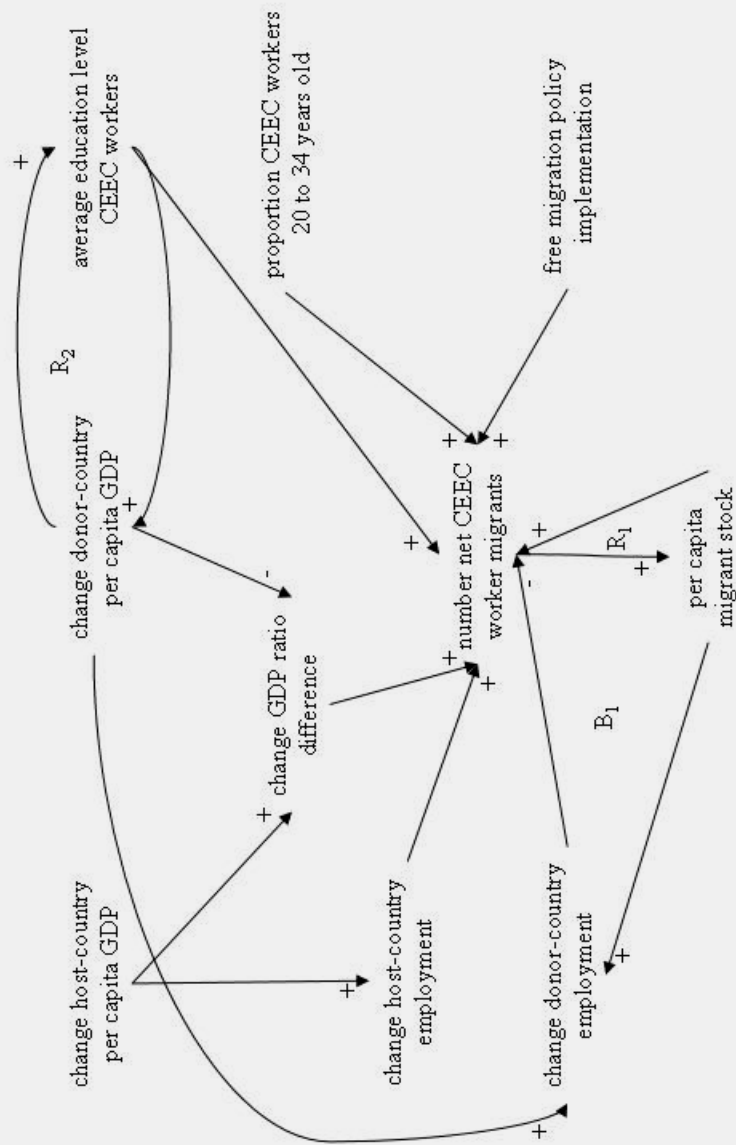 change host-country
per capita GDP
change donor-country
per capita GDP
+
R2
+
average education level
CEEC workers
+
-
change GDP ratio
difference
proportion CEEC workers
20 to 34 years old
+
change host-country
employment
+
+
+
+
+
number net CEEC
worker migrants
free migration policy
implementation
+
change donor-country
employment
+
-
+
B1
+
R1
per capita
migrant stock